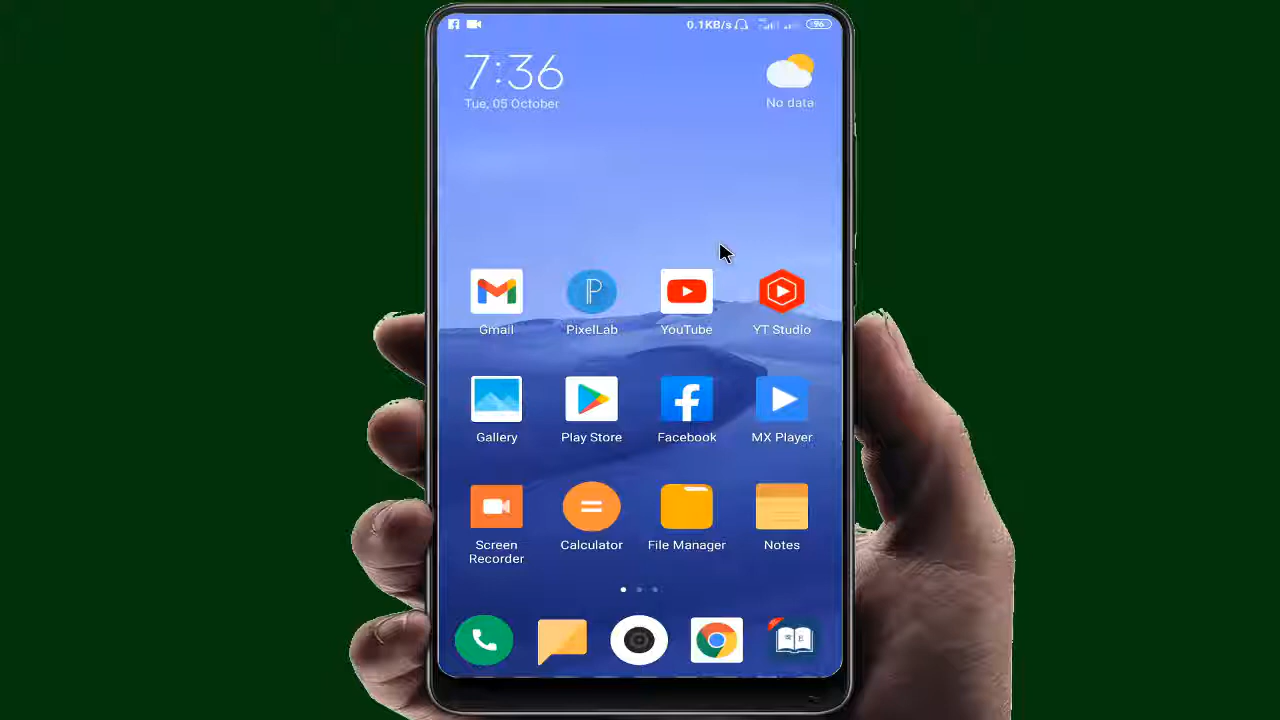 0.1KB/s 96
7:36
Tue, 05 October
No data
Gmail PixelLab YouTube YT Studio
Gallery Play Store Facebook MX Player
Screen Recorder Calculator File Manager Notes